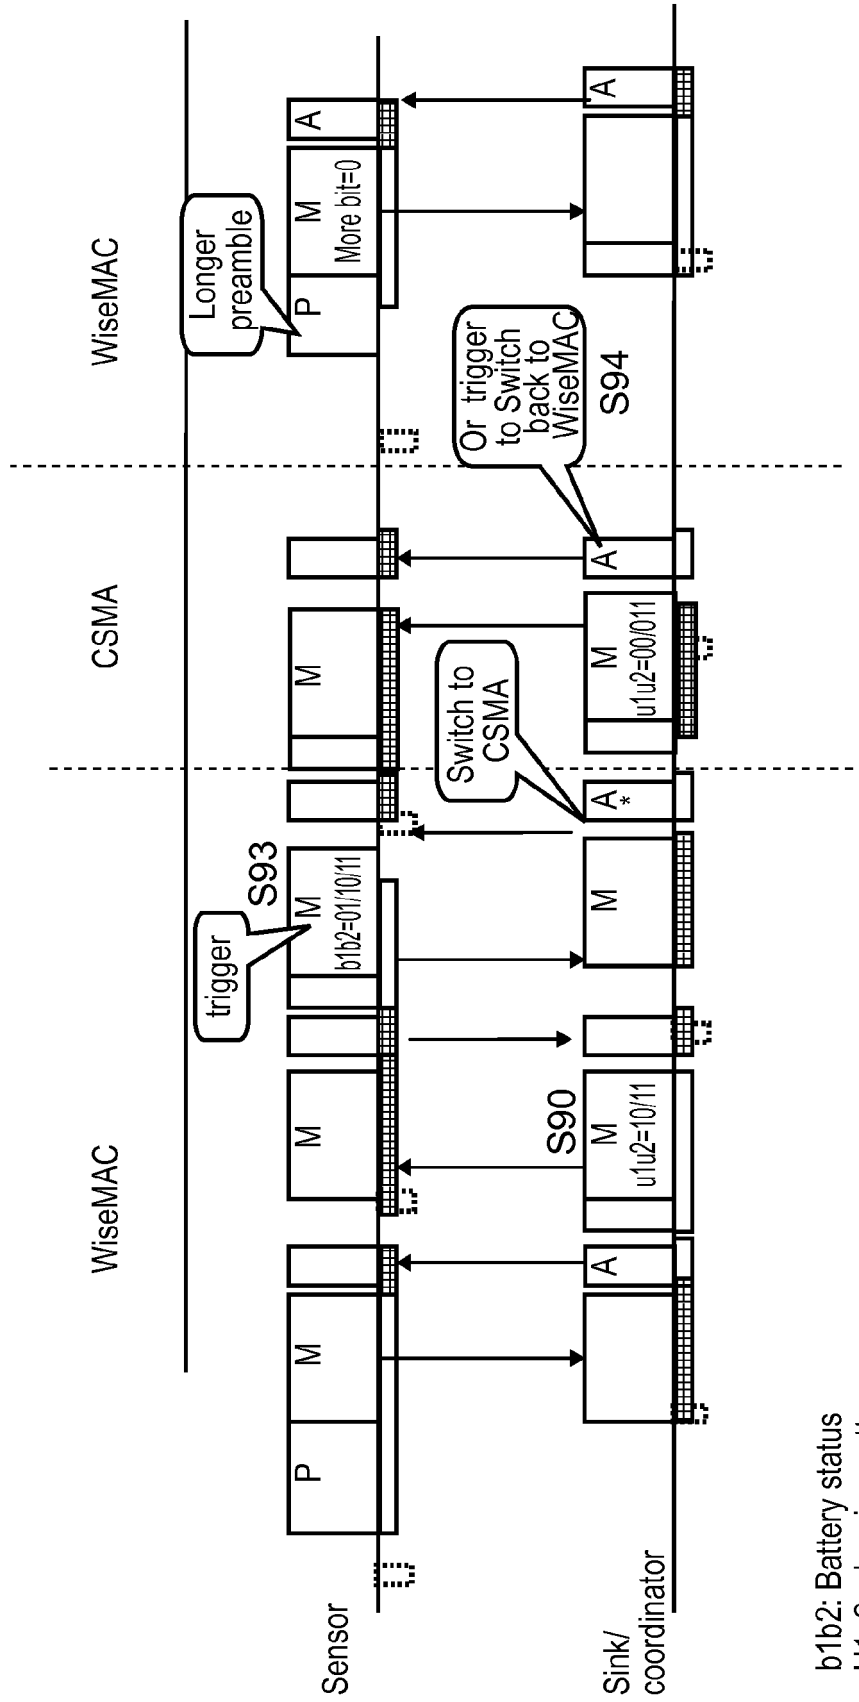 WiseMAC
CSMA
WiseMAC
trigger
S93
Longer
preamble
Sensor
P
M
M
M
b1b2=01/10/11
M
P
M
More bit=0
A
Switch to
CSMA
Or trigger
to Switch
back to
WiseMAC
S90
S94
Sink/
coordinator
A
M
u1u2=10/11
M
A
*
M
u1u2=00/011
A
A
b1b2: Battery status